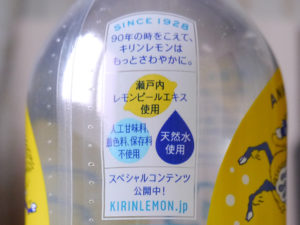 SINCE 1928
90年の時をこえて、
キリンレモンは
もっとさわやかに。
瀬戸内
レモンピールエキス
使用
人工甘味料、
着色料、保存料
不使用
天然水
使用
スペシャルコンテンツ
公開中!
KIRINLEMON.jp